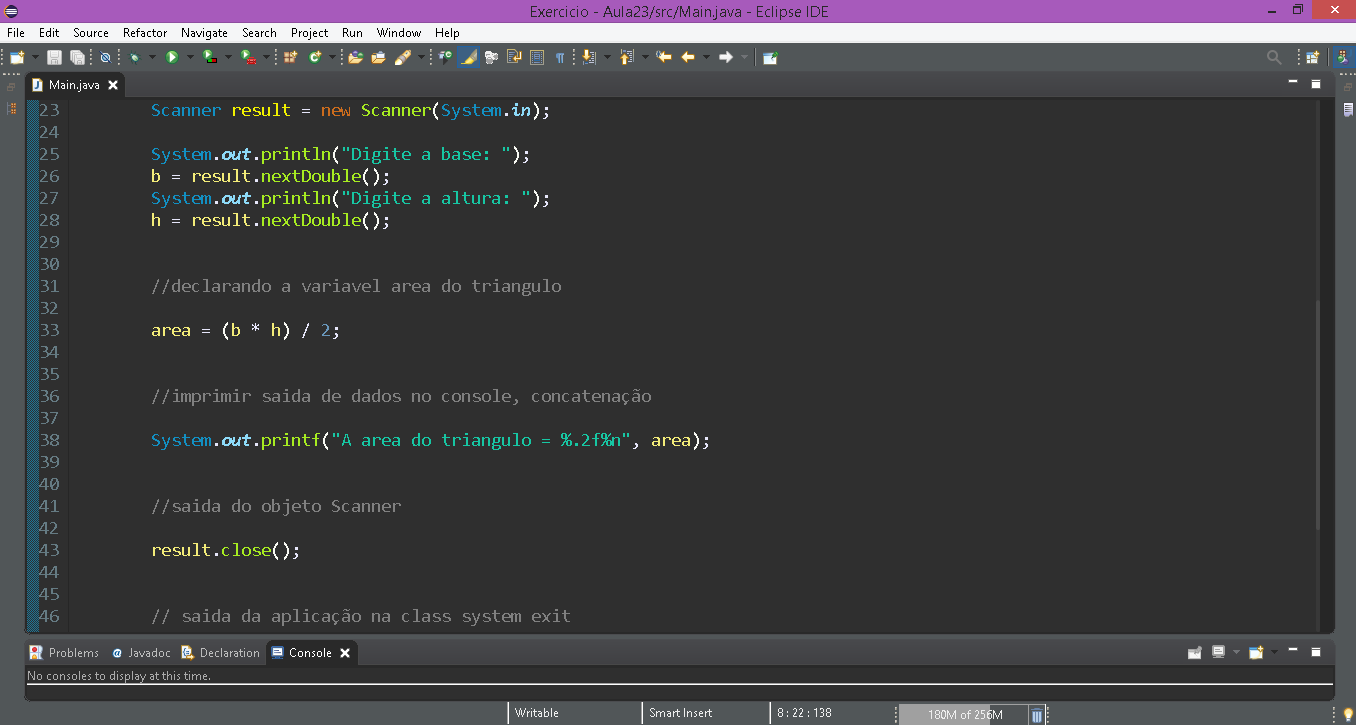 Exercicio - Aula23/src/Main.java - Eclipse IDE
File Edit Source Refactor Navigate Search Project Run Window Help
Main.java
23 Scanner result = new Scanner(System.in);
24
25 System.out.println("Digite a base: ");
26 b = result.nextDouble();
27 System.out.println("Digite a altura: ");
28 h = result.nextDouble();
29
30
31 //declarando a variavel area do triangulo
32
33 area = (b * h) / 2;
34
35
36 //imprimir saida de dados no console, concatenação
37
38 System.out.printf("A area do triangulo = %.2f%n", area);
39
40
41 //saida do objeto Scanner
42
43 result.close();
44
45
46 // saida da aplicação na class system exit
Problems Javadoc Declaration Console
No consoles to display at this time.
Writable Smart Insert 8 : 22 : 138 180M of 256M